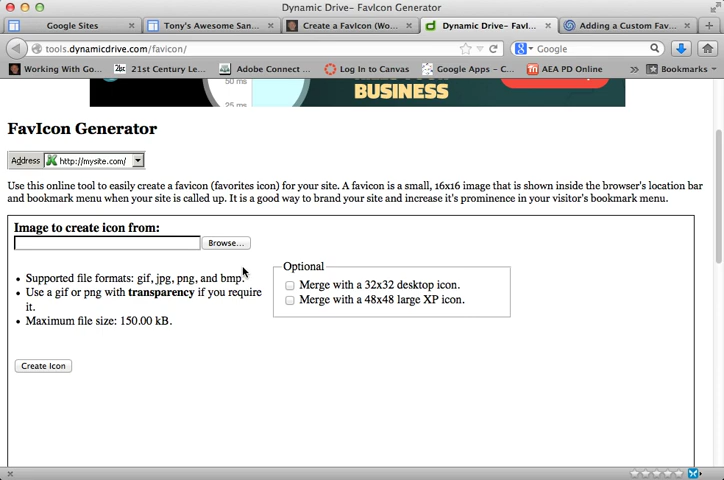 Dynamic Drive– FavIcon Generator
Google Sites
Tony's Awesome San...
Create a FavIcon (Wo...
Dynamic Drive– FavI...
Adding a Custom Fav...
tools.dynamicdrive.com/favicon/
Google
Working With Go...
21st Century Le...
Adobe Connect ...
Log In to Canvas
Google Apps – C...
AEA PD Online
Bookmarks
50 ms
25 ms
BUSINESS
FavIcon Generator
Address http://mysite.com/
Use this online tool to easily create a favicon (favorites icon) for your site. A favicon is a small, 16x16 image that is shown inside the browser's location bar
and bookmark menu when your site is called up. It is a good way to brand your site and increase it's prominence in your visitor's bookmark menu.
Image to create icon from:
Browse...
• Supported file formats: gif, jpg, png, and bmp.
• Use a gif or png with transparency if you require
it.
• Maximum file size: 150.00 kB.
Optional
Merge with a 32x32 desktop icon.
Merge with a 48x48 large XP icon.
Create Icon